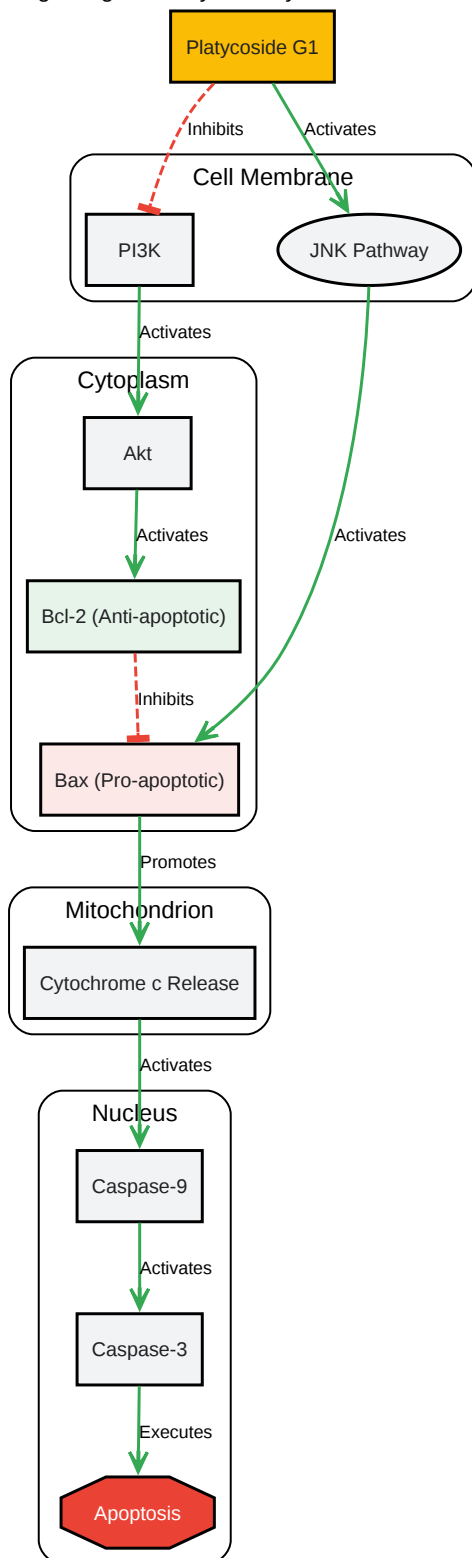 Platycoside G1
Inhibits
Activates
Cell Membrane
PI3K
JNK Pathway
Activates
Cytoplasm
Akt
Activates
Activates
Bcl-2 (Anti-apoptotic)
Inhibits
Bax (Pro-apoptotic)
Promotes
Mitochondrion
Cytochrome c Release
Activates
Nucleus
Caspase-9
Activates
Caspase-3
Executes
Apoptosis